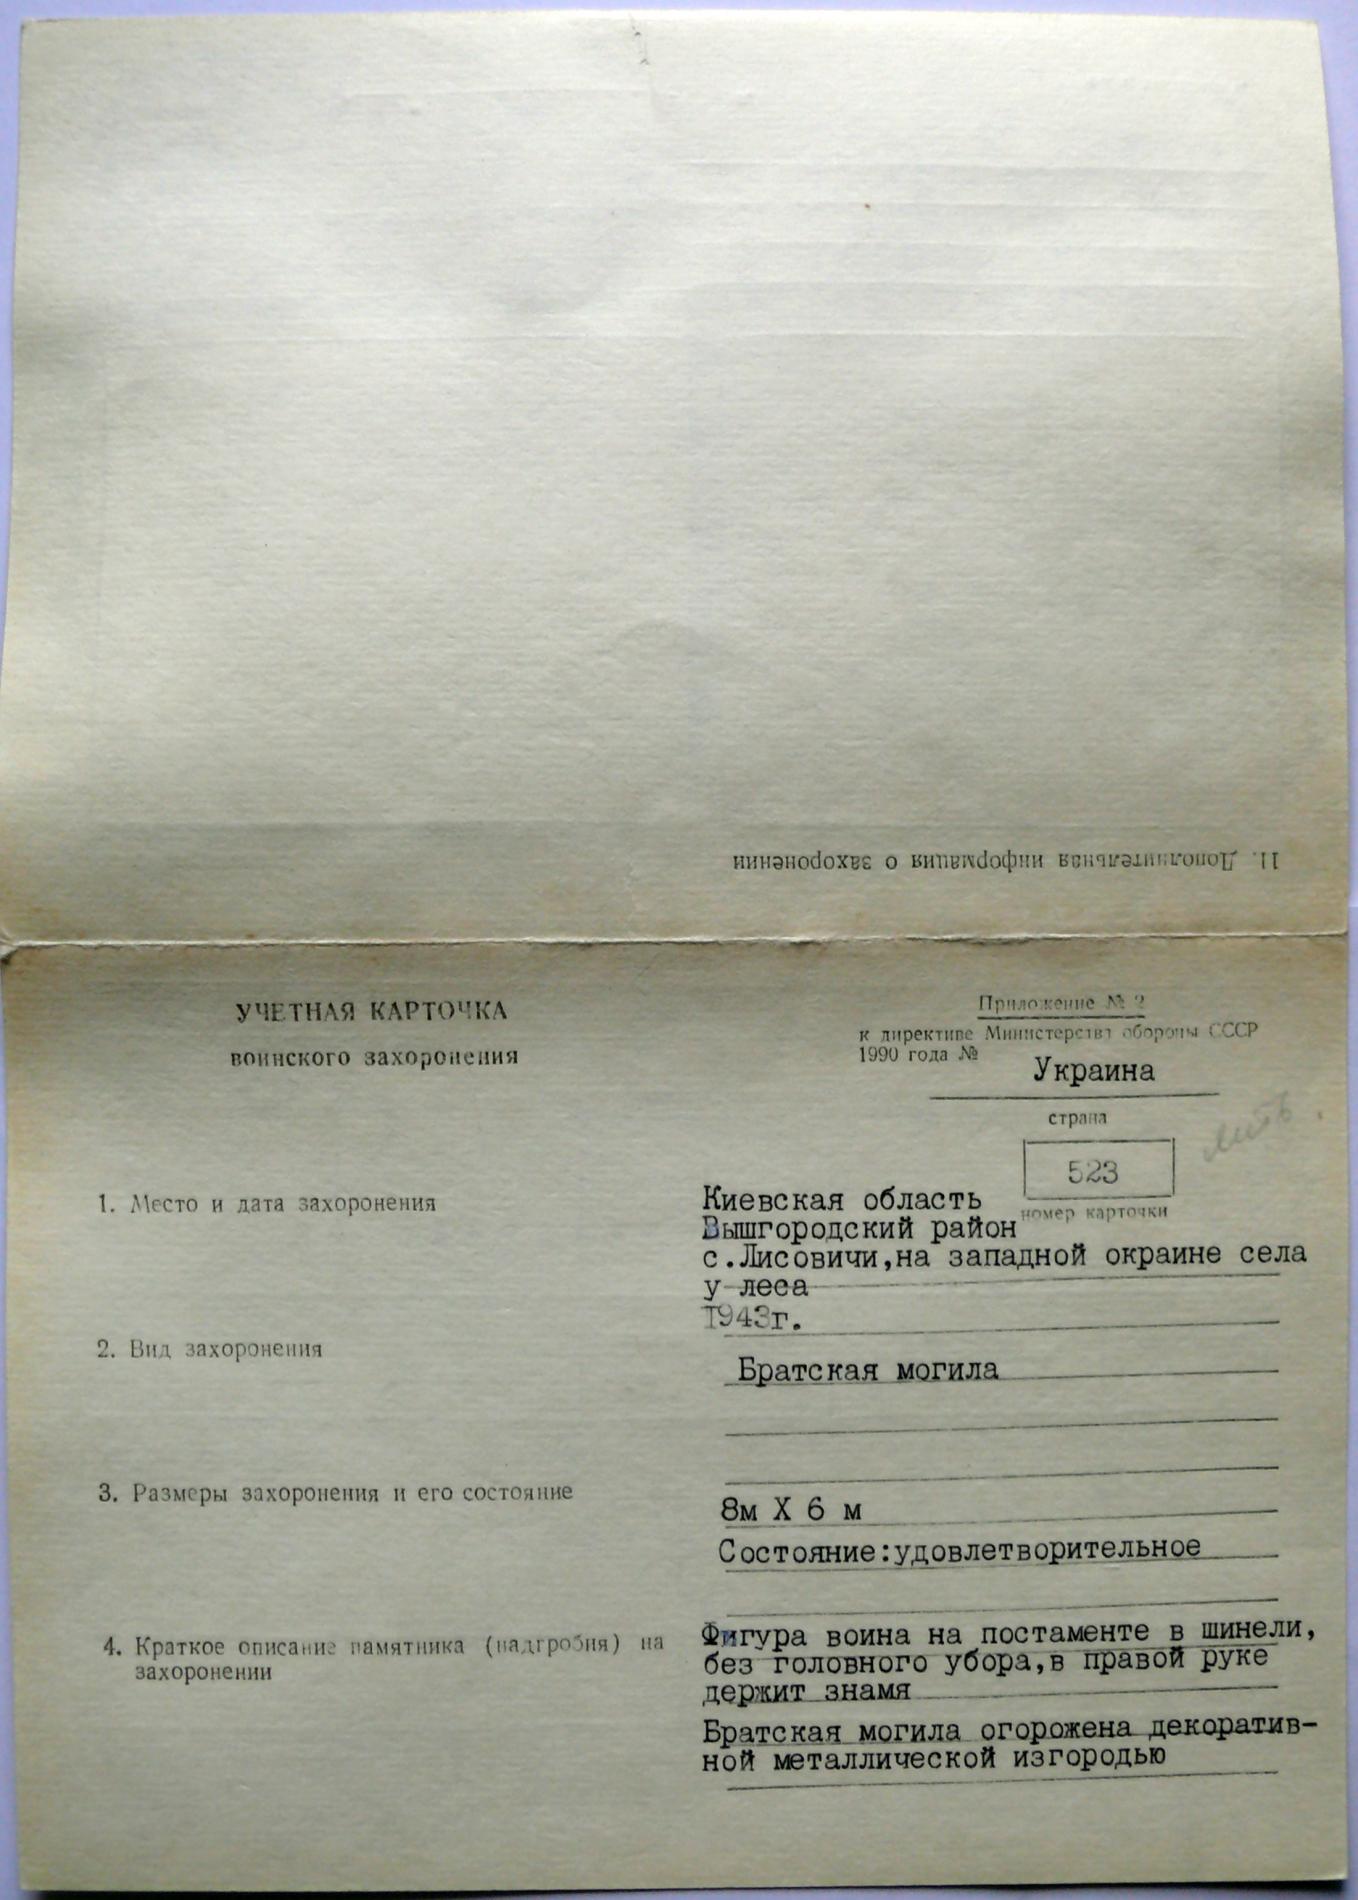 11. Дополнительная информация о захоронении
УЧЕТНАЯ КАРТОЧКА
воинского захоронения
Приложение № 2
к директиве Министерства обороны СССР
1990 года №
Украина
страна
523
номер карточки
1. Место и дата захоронения
Киевская область
Вышгородский район
с.Лисовичи,на западной окраине села
у леса
1943г.
2. Вид захоронения
Братская могила
3. Размеры захоронения и его состояние
8м X 6 м
Состояние:удовлетворительное
4. Краткое описание памятника (надгробия) на
захоронении
Фигура воина на постаменте в шинели,
без головного убора,в правой руке
держит знамя
Братская могила огорожена декоратив-
ной металлической изгородью